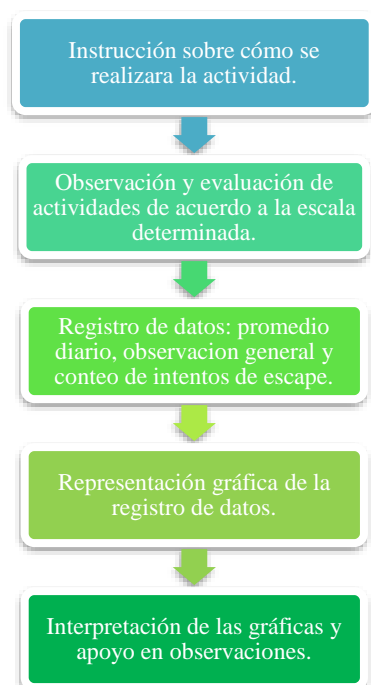 Instrucción sobre cómo se
realizara la actividad.
Observación y evaluación de
actividades de acuerdo a la escala
determinada.
Registro de datos: promedio
diario, observacion general y
conteo de intentos de escape.
Representación gráfica de la
registro de datos.
Interpretación de las gráficas y
apoyo en observaciones.